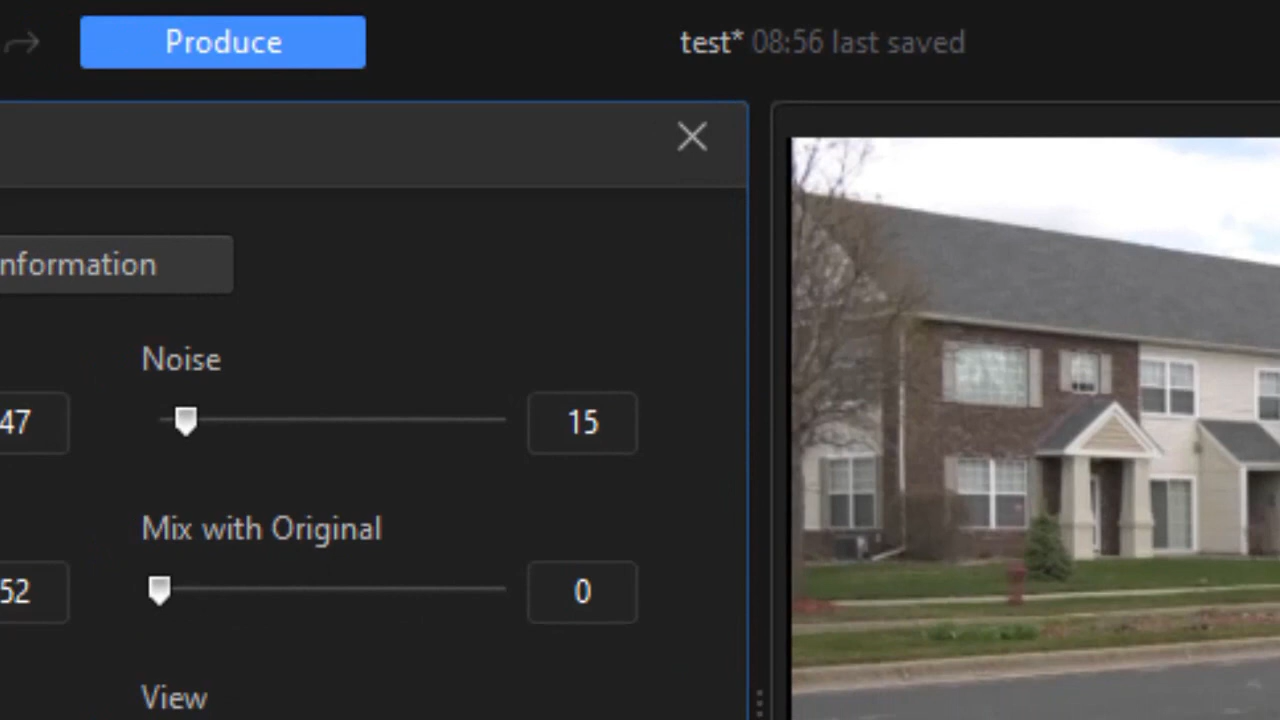 Produce
test* 08:56 last saved
nformation
Noise
47
15
Mix with Original
52
0
View